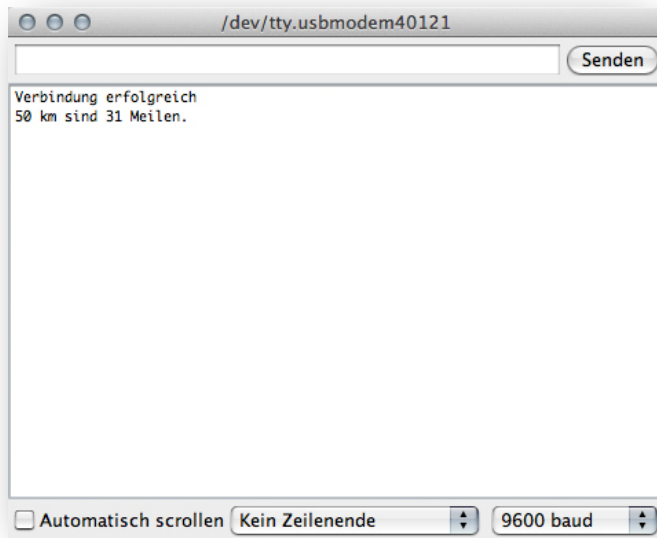 /dev/tty.usbmodem40121
Senden
Verbindung erfolgreich
50 km sind 31 Meilen.
Automatisch scrollen Kein Zeilenende 9600 baud